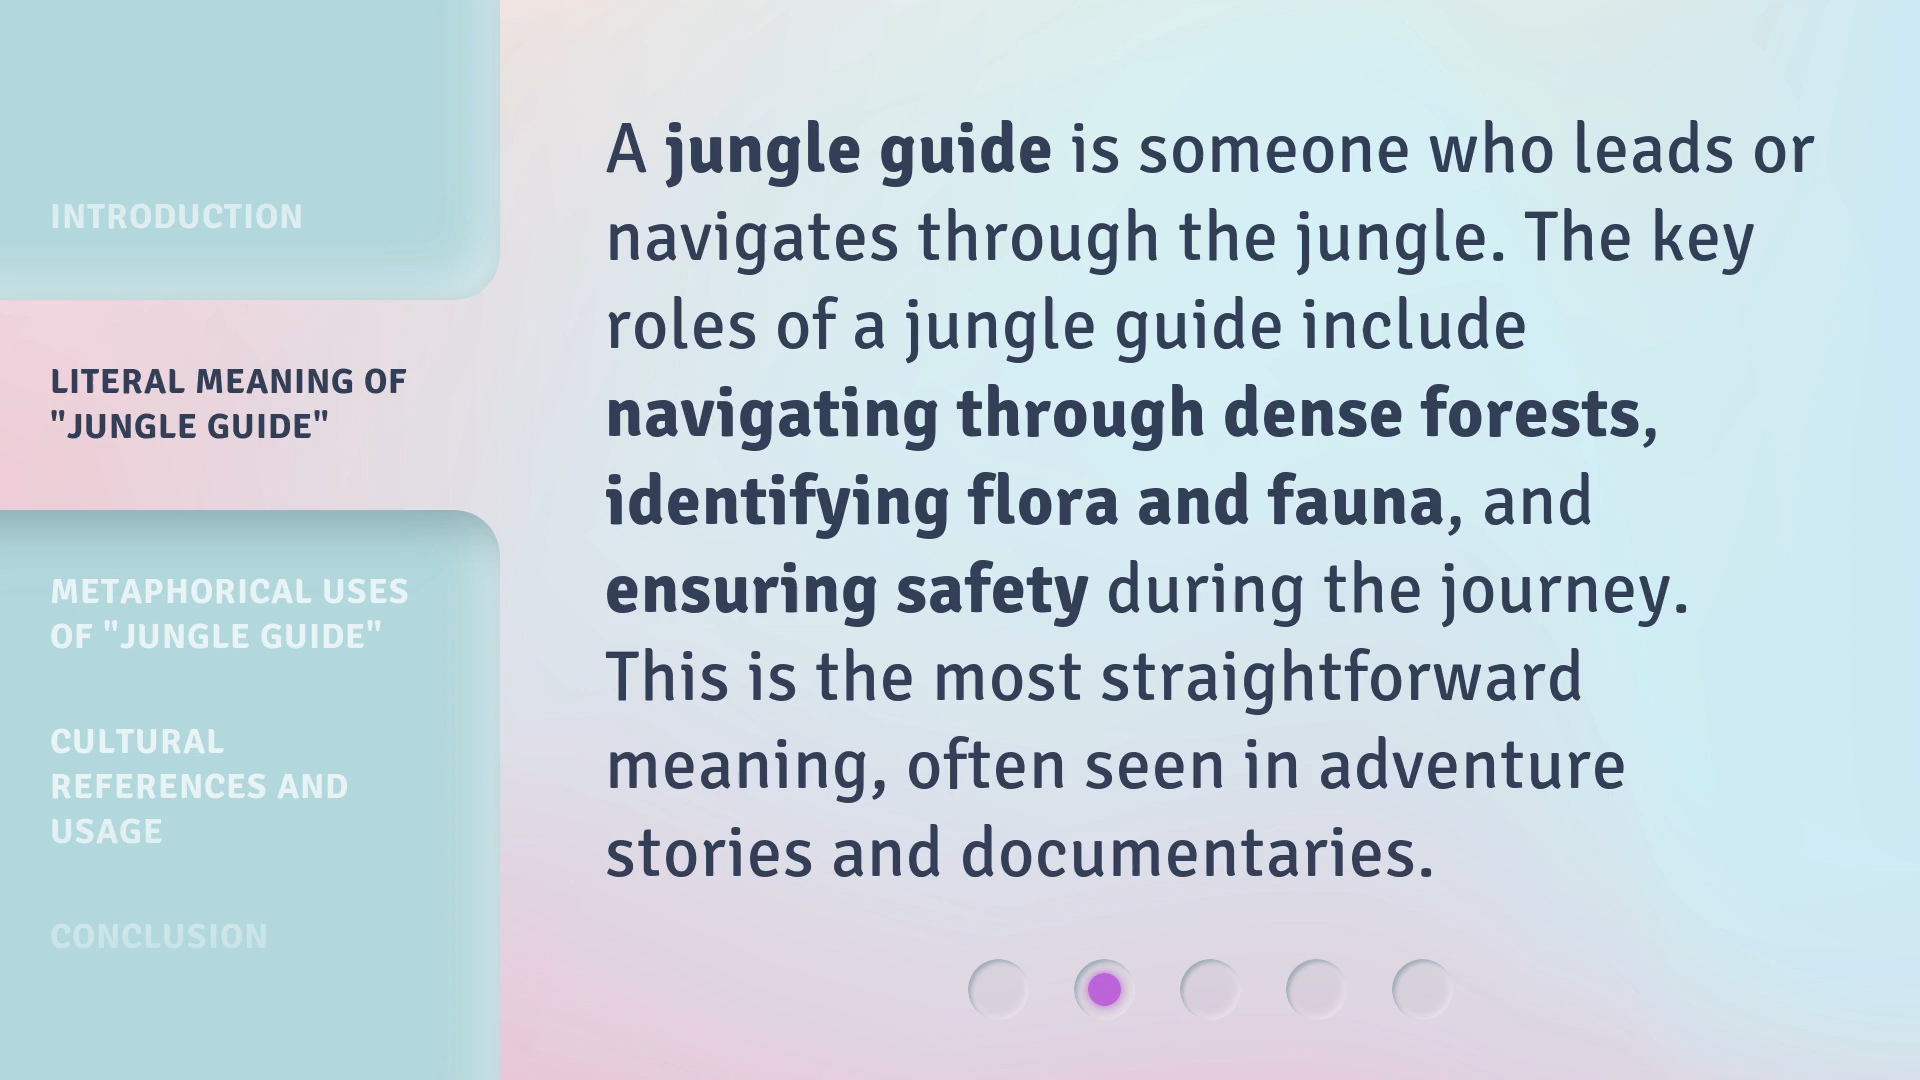 INTRODUCTION
LITERAL MEANING OF
"JUNGLE GUIDE"
METAPHORICAL USES
OF "JUNGLE GUIDE"
CULTURAL
REFERENCES AND
USAGE
CONCLUSION
A jungle guide is someone who leads or
navigates through the jungle. The key
roles of a jungle guide include
navigating through dense forests,
identifying flora and fauna, and
ensuring safety during the journey.
This is the most straightforward
meaning, often seen in adventure
stories and documentaries.